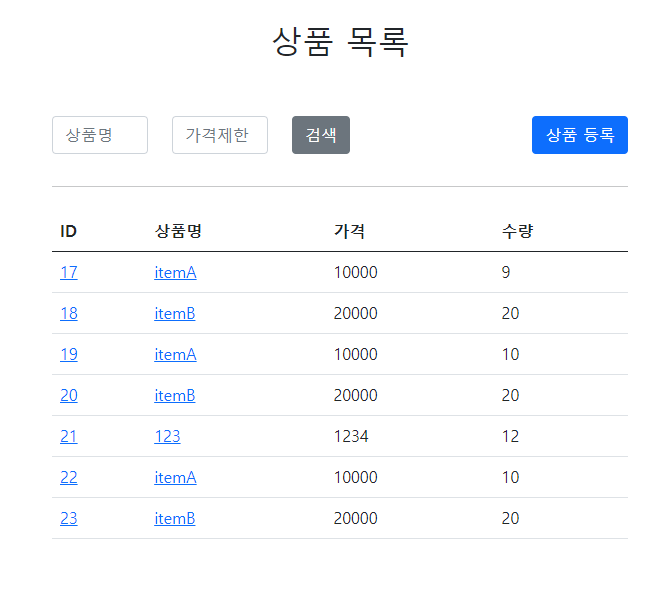 상품 목록
상품명 가격제한 검색 상품 등록
ID 상품명 가격 수량
17 itemA 10000 9
18 itemB 20000 20
19 itemA 10000 10
20 itemB 20000 20
21 123 1234 12
22 itemA 10000 10
23 itemB 20000 20